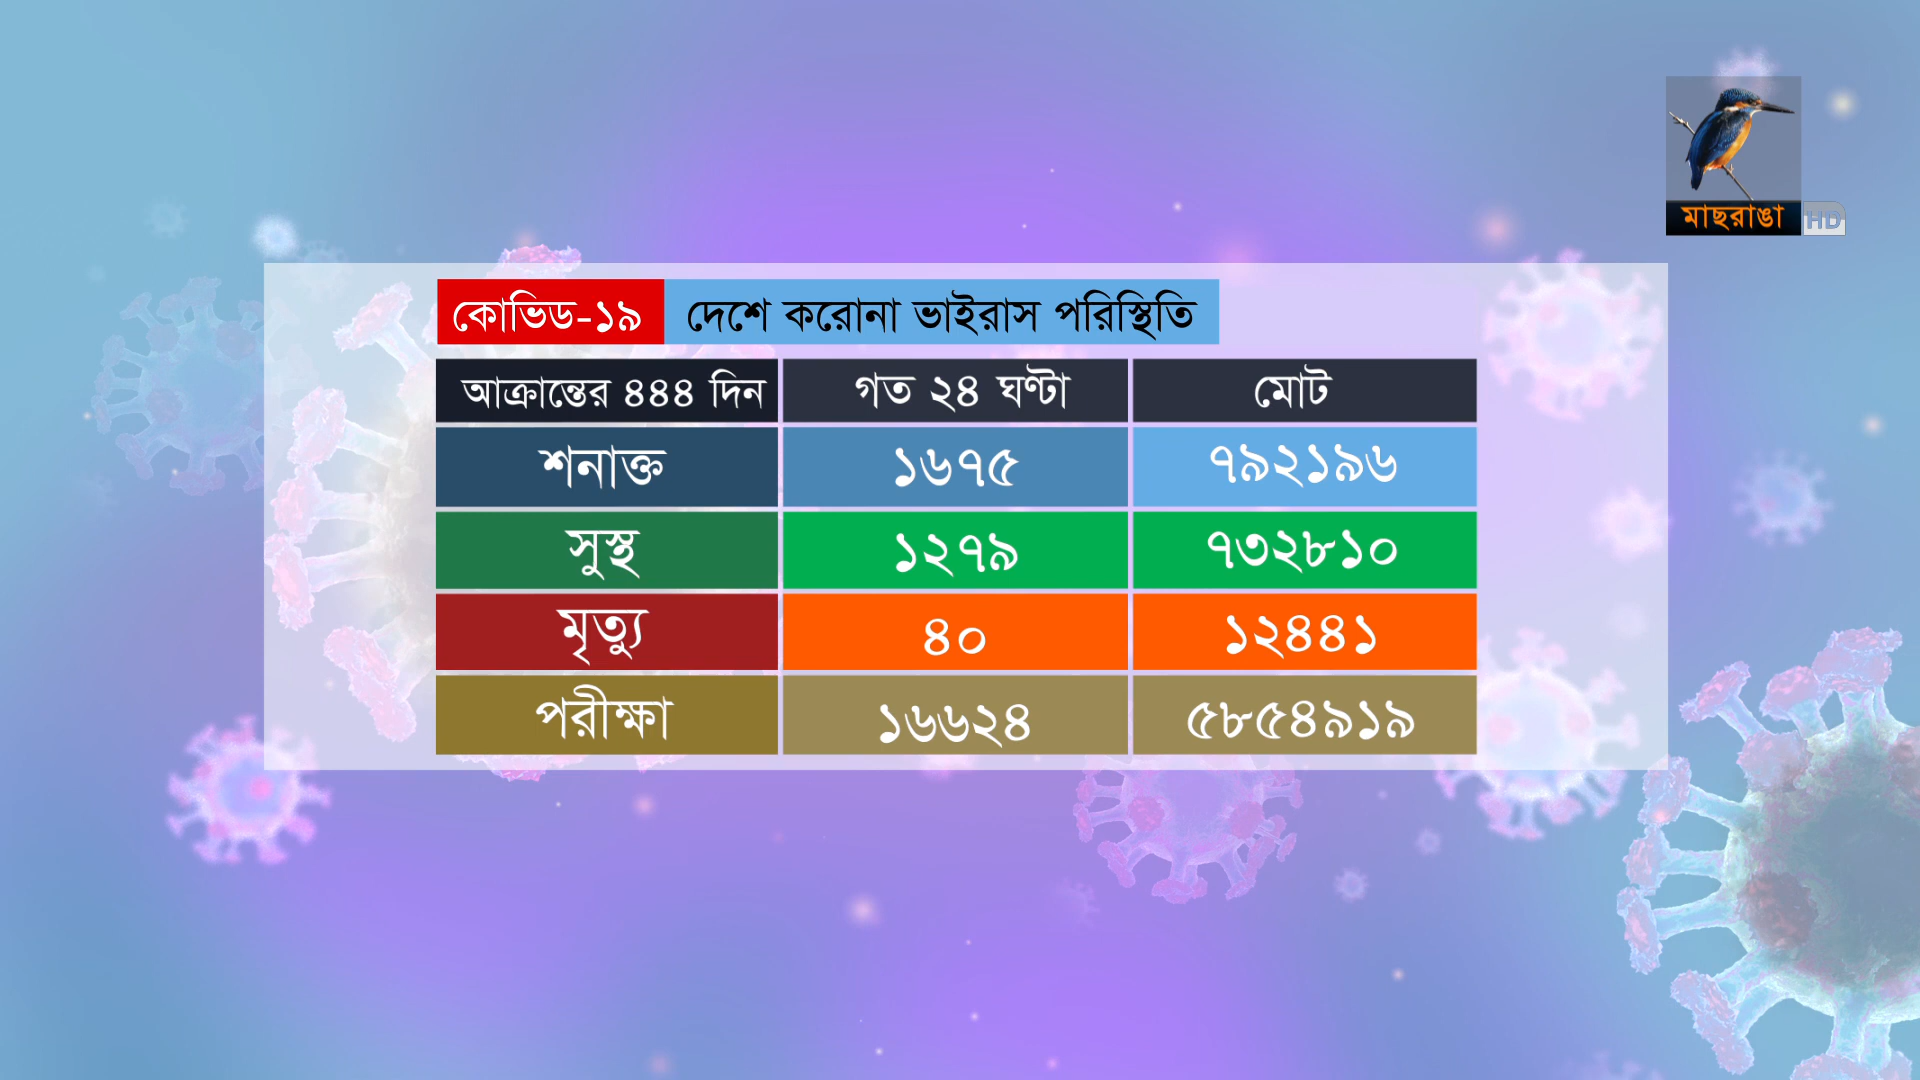 মাছরাঙা HD
কোভিড-১৯ দেশে করোনা ভাইরাস পরিস্থিতি
আক্রান্তের ৪৪৪ দিন গত ২৪ ঘণ্টা মোট
শনাক্ত ১৬৭৫ ৭৯২১৯৬
সুস্থ ১২৭৯ ৭৩২৮১০
মৃত্যু ৪০ ১২৪৪১
পরীক্ষা ১৬৬২৪ ৫৮৫৪৯১৯